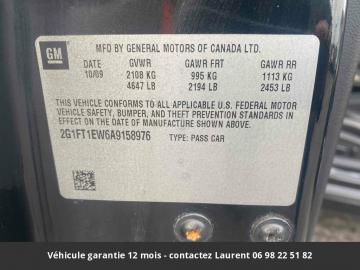 GM
MFD BY GENERAL MOTORS OF CANADA LTD.
DATE GVWR GAWR FRT GAWR RR
10/09 2108 KG 995 KG 1113 KG
4647 LB 2194 LB 2453 LB
THIS VEHICLE CONFORMS TO ALL APPLICABLE U.S. FEDERAL MOTOR
VEHICLE SAFETY, BUMPER, AND THEFT PREVENTION STANDARDS IN
EFFECT ON THE DATE OF MANUFACTURE SHOWN ABOVE.
2G1FT1EW6A9158976 TYPE: PASS CAR
Véhicule garantie 12 mois - contactez Laurent 06 98 22 51 82